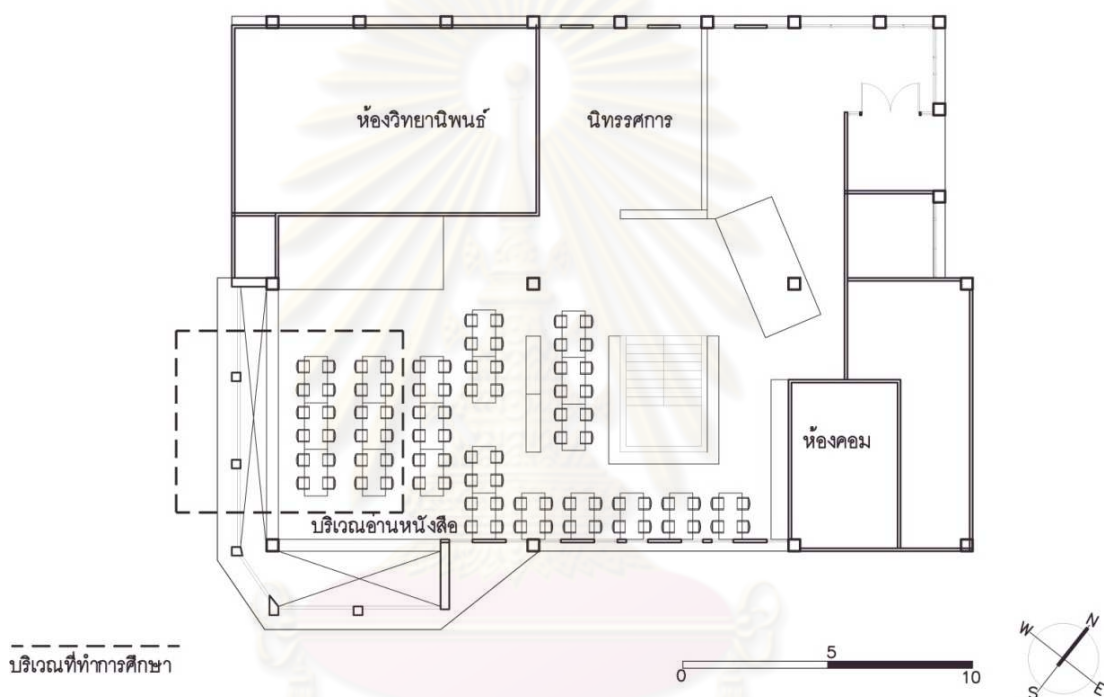 ห้องวิทยานิพนธ์
นิทรรศการ
ห้องคอม
บริเวณอ่านหนังสือ
บริเวณที่ทำการศึกษา
0 5 10
N
W
S
E